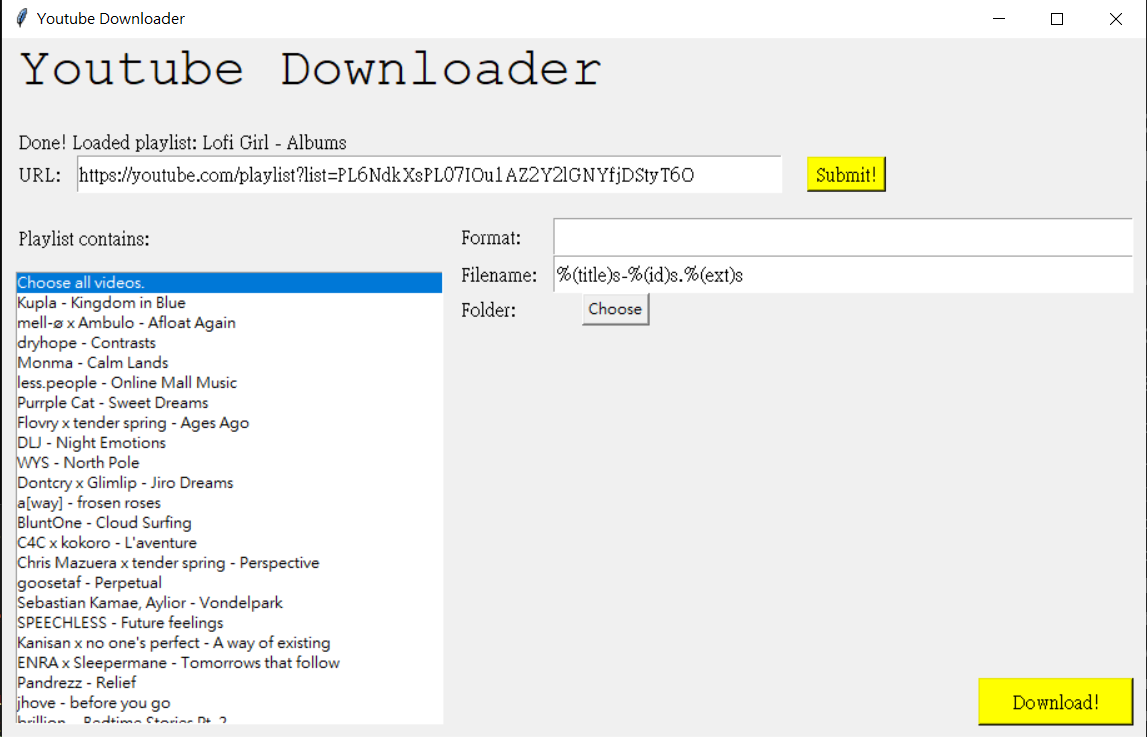 Youtube Downloader
Youtube Downloader
Done! Loaded playlist: Lofi Girl - Albums
URL: https://youtube.com/playlist?list=PL6NdkXsPL07IOu1AZ2Y2lGNYfjDStyT6O Submit!
Playlist contains:
Format:
Filename: %(title)s-%(id)s.%(ext)s
Folder: Choose
Choose all videos.
Kupla - Kingdom in Blue
mell-ø x Ambulo - Afloat Again
dryhope - Contrasts
Monma - Calm Lands
less.people - Online Mall Music
Purrple Cat - Sweet Dreams
Flovry x tender spring - Ages Ago
DLJ - Night Emotions
WYS - North Pole
Dontcry x Glimlip - Jiro Dreams
a[way] - frosen roses
BluntOne - Cloud Surfing
C4C x kokoro - L'aventure
Chris Mazuera x tender spring - Perspective
goosetaf - Perpetual
Sebastian Kamae, Aylior - Vondelpark
SPEECHLESS - Future feelings
Kanisan x no one's perfect - A way of existing
ENRA x Sleepermane - Tomorrows that follow
Pandrezz - Relief
jhove - before you go
brillion. - Bedtime Stories Pt. 2
Download!